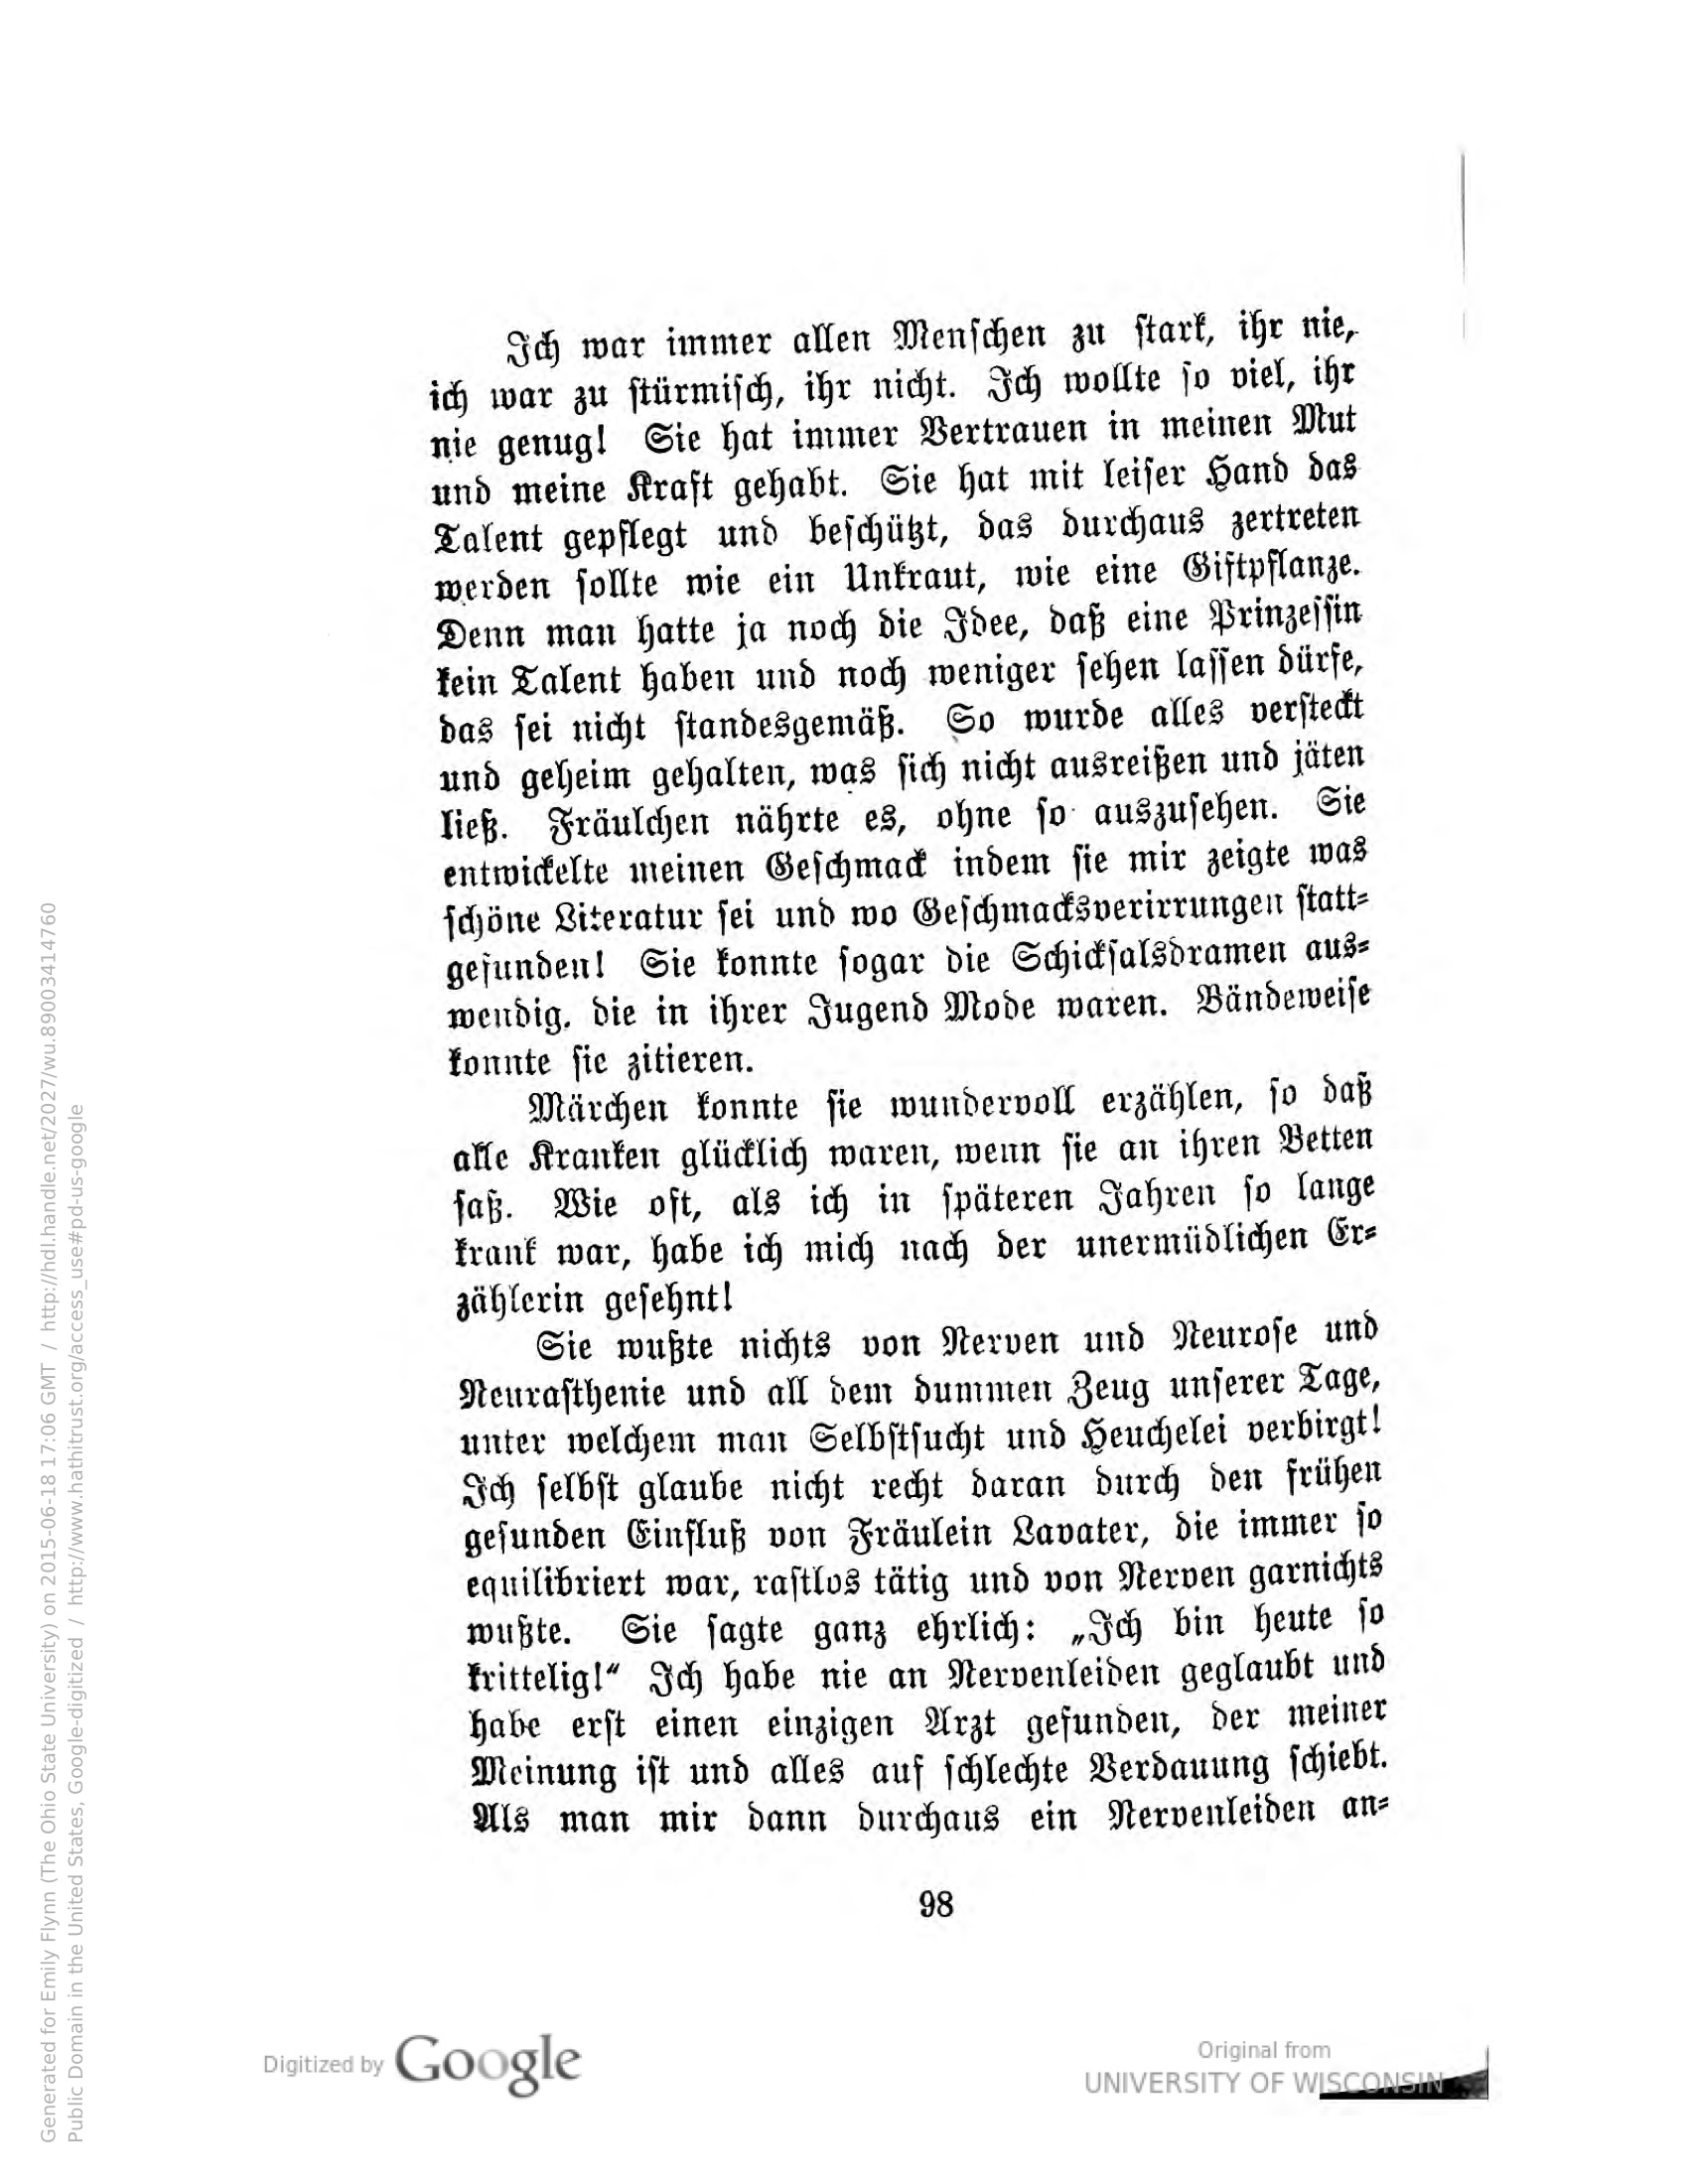 Ich war immer allen Menschen zu stark, ihr nie,
ich war zu stürmisch, ihr nicht. Ich wollte so viel, ihr
nie genug! Sie hat immer Vertrauen in meinen Mut
und meine Kraft gehabt. Sie hat mit leiser Hand das
Talent gepflegt und beschützt, das durchaus zertreten
werden sollte wie ein Unkraut, wie eine Giftpflanze.
Denn man hatte ja noch die Idee, daß eine Prinzessin
kein Talent haben und noch weniger sehen lassen dürfe,
das sei nicht standesgemäß. So wurde alles versteckt
und geheim gehalten, was sich nicht ausreißen und jäten
ließ. Fräulchen nährte es, ohne so auszusehen. Sie
entwickelte meinen Geschmack indem sie mir zeigte was
schöne Literatur sei und wo Geschmacksverirrungen statt-
gefunden! Sie konnte sogar die Schicksalsdramen aus-
wendig. die in ihrer Jugend Mode waren. Bändeweise
konnte sie zitieren.
Märchen konnte sie wundervoll erzählen, so daß
alle Kranken glücklich waren, wenn sie an ihren Betten
saß. Wie oft, als ich in späteren Jahren so lange
krank war, habe ich mich nach der unermüdlichen Er-
zählerin gesehnt!
Sie wußte nichts von Nerven und Neurose und
Neurasthenie und all dem dummen Zeug unserer Tage,
unter welchem man Selbstsucht und Heuchelei verbirgt!
Ich selbst glaube nicht recht daran durch den frühen
gesunden Einfluß von Fräulein Lavater, die immer so
equilibriert war, rastlos tätig und von Nerven garnichts
wußte. Sie sagte ganz ehrlich: „Ich bin heute so
krittelig!“ Ich habe nie an Nervenleiden geglaubt und
habe erst einen einzigen Arzt gefunden, der meiner
Meinung ist und alles auf schlechte Verdauung schiebt.
Als man mir dann durchaus ein Nervenleiden an-
98
Digitized by Google
Original from
UNIVERSITY OF WISCONSIN
Generated for Emily Flynn (The Ohio State University) on 2015-06-18 17:06 GMT / http://hdl.handle.net/2027/wu.89003414760
Public Domain in the United States, Google-digitized / http://www.hathitrust.org/access_use#pd-us-google